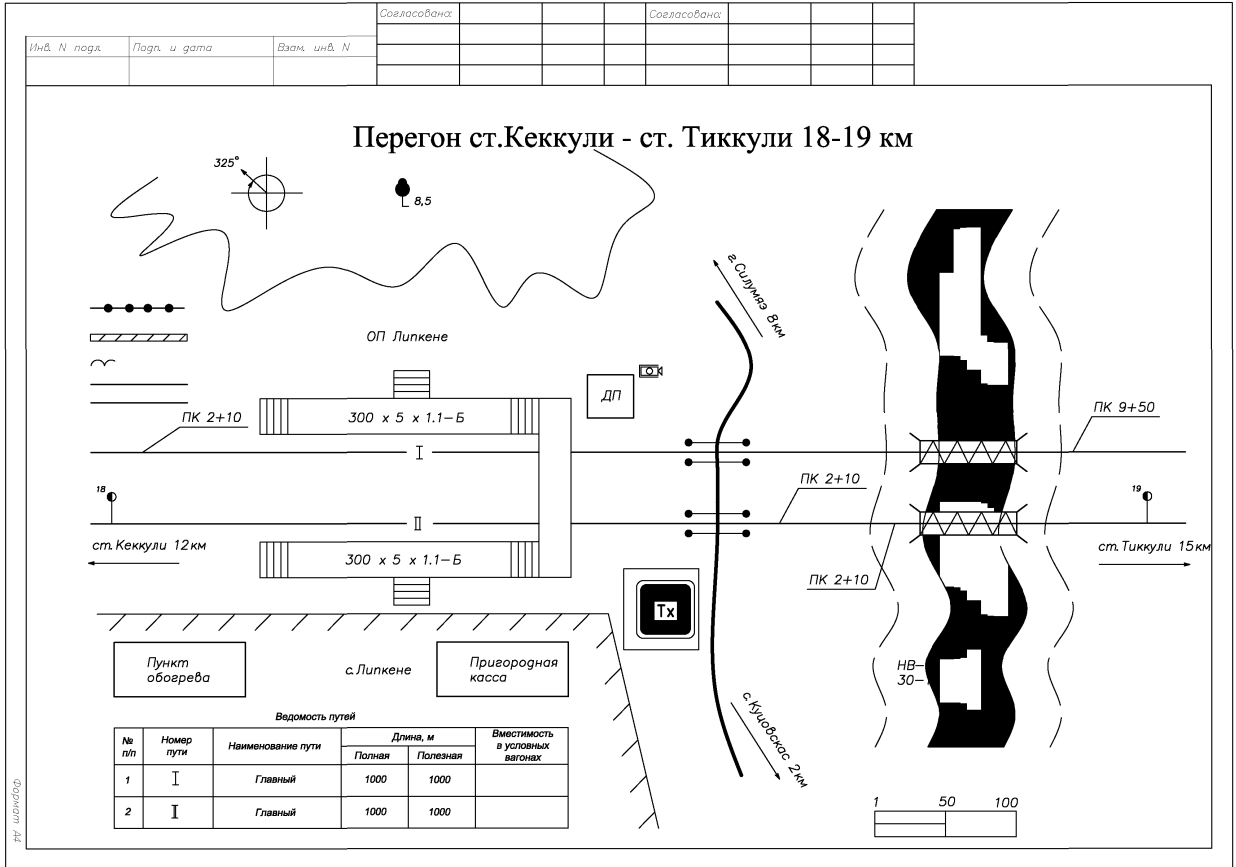 Согласовано:
Согласовано:
Инв. N подл.
Подп. и дата
Взам. инв. N
Перегон ст.Кеккули - ст. Тиккули 18-19 км
325°
8,5
г.Силумяэ 8км
ОП Липкене
ДП
ПК 2+10
300 х 5 х 1.1-Б
ПК 9+50
I
ПК 2+10
18
19
II
ст.Кеккули 12км
ст.Тиккули 15км
300 х 5 х 1.1-Б
ПК 2+10
Тх
Пункт
обогрева
с.Липкене
Пригородная
касса
НВ-
30-
с.Куцовскас 2км
Ведомость путей
№ п/п
Номер пути
Наименование пути
Длина, м
Полная
Полезная
Вместимость
в условных
вагонах
1 I Главный 1000 1000
2 II Главный 1000 1000
1 50 100
Формат А4